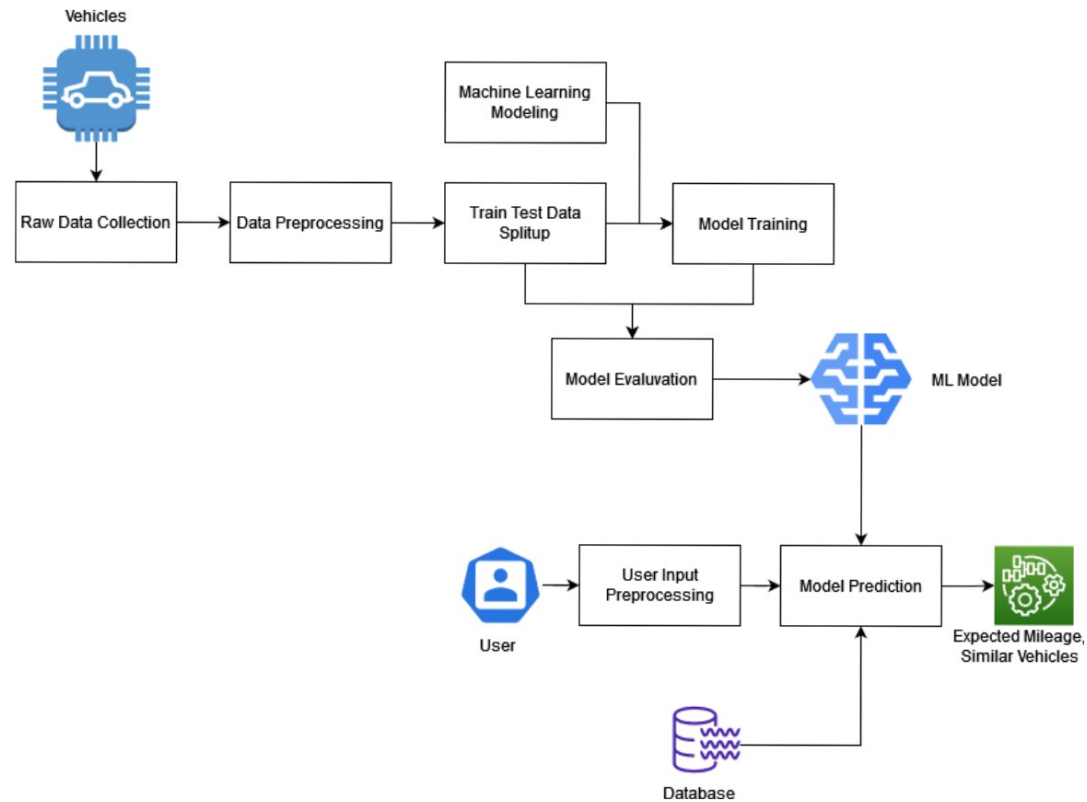 Vehicles
Machine Learning
Modeling
Raw Data Collection
Data Preprocessing
Train Test Data
Splitup
Model Training
Model Evaluvation
ML Model
User Input
Preprocessing
Model Prediction
User
Expected Mileage,
Similar Vehicles
Database